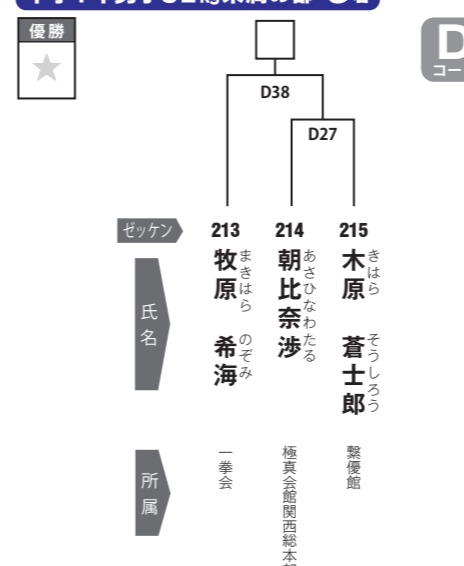 優勝
D
コー
D38
D27
ゼッケン
213
214
215
氏名
牧原 希海
まきはら のぞみ
朝比奈渉
あさひなわたる
木原 蒼士郎
きはら そうしろう
所属
一拳会
極真会館関西総本部
繋優館